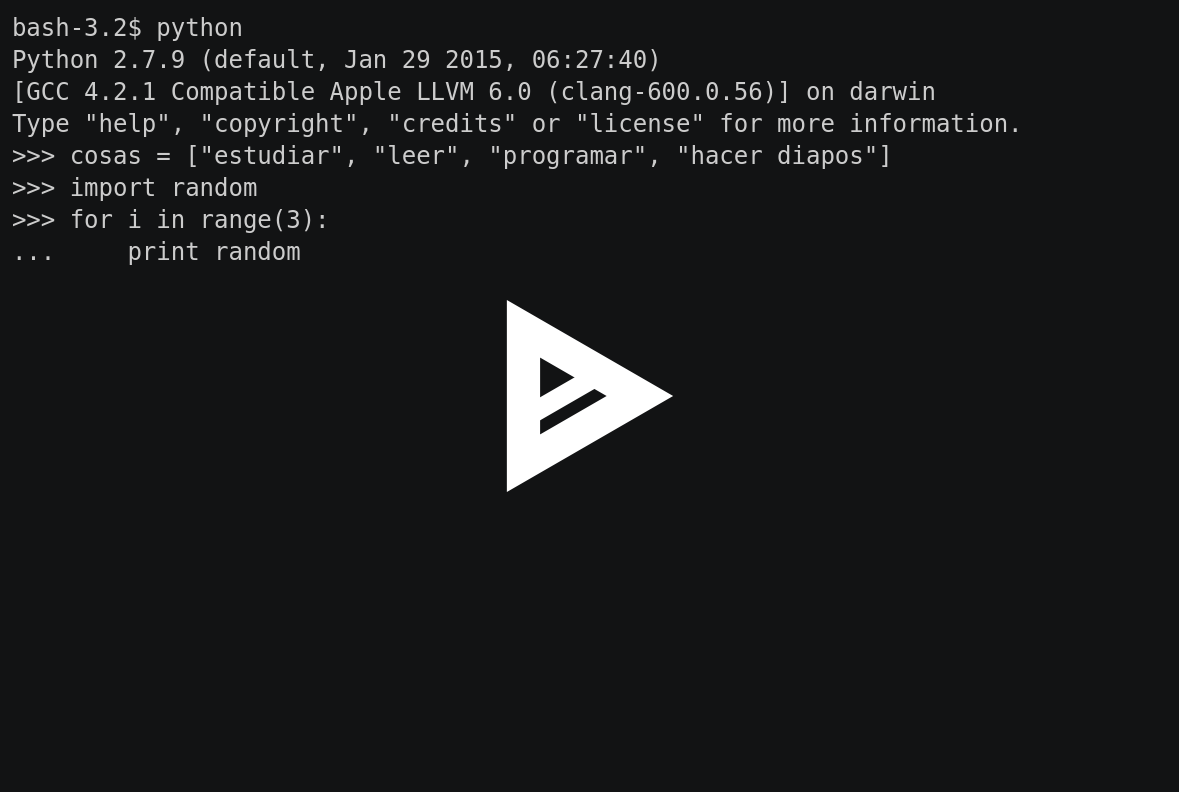 bash-3.2$ python
Python 2.7.9 (default, Jan 29 2015, 06:27:40)
[GCC 4.2.1 Compatible Apple LLVM 6.0 (clang-600.0.56)] on darwin
Type "help", "copyright", "credits" or "license" for more information.
>>> cosas = ["estudiar", "leer", "programar", "hacer diapos"]
>>> import random
>>> for i in range(3):
...     print random